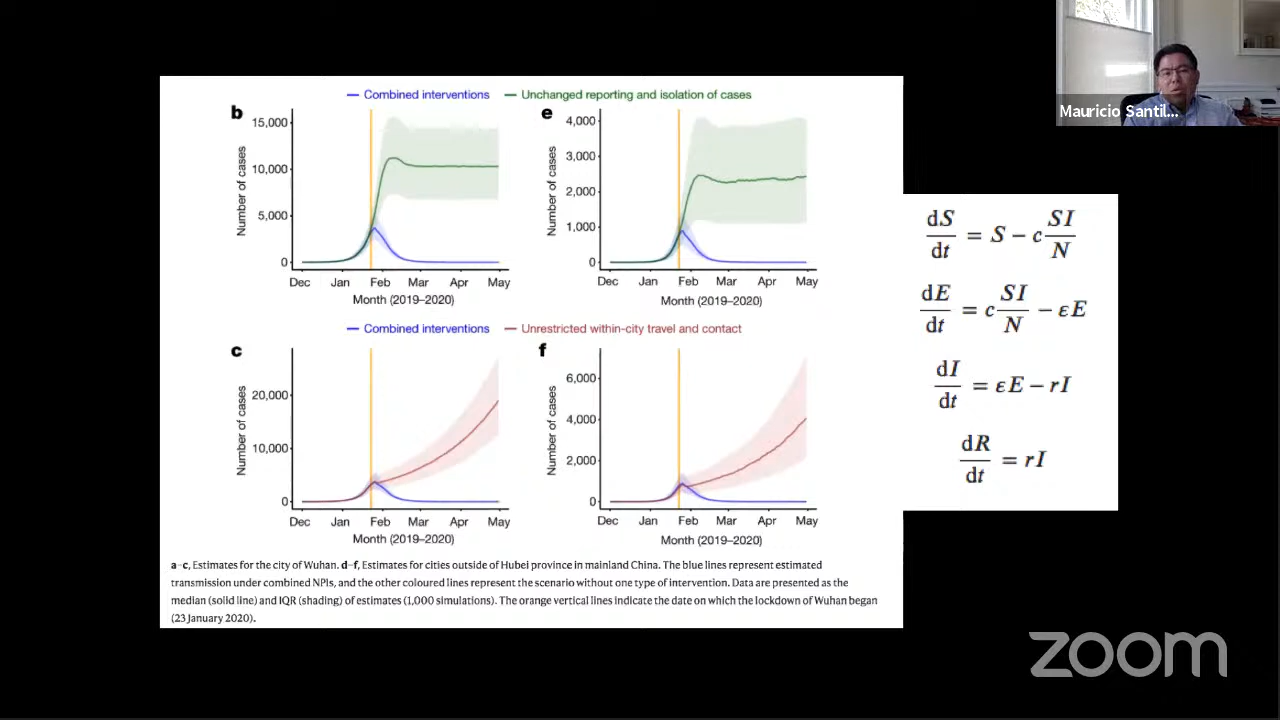 Mauricio Santil...
Combined interventions
Unchanged reporting and isolation of cases
b
Number of cases
15,000
10,000
5,000
0
Dec Jan Feb Mar Apr May
Month (2019–2020)
e
Number of cases
4,000
3,000
2,000
1,000
0
Dec Jan Feb Mar Apr May
Month (2019–2020)
Combined interventions
Unrestricted within-city travel and contact
c
Number of cases
20,000
10,000
0
Dec Jan Feb Mar Apr May
Month (2019–2020)
f
Number of cases
6,000
4,000
2,000
0
Dec Jan Feb Mar Apr May
Month (2019–2020)
a–c, Estimates for the city of Wuhan. d–f, Estimates for cities outside of Hubei province in mainland China. The blue lines represent estimated
transmission under combined NPIs, and the other coloured lines represent the scenario without one type of intervention. Data are presented as the
median (solid line) and IQR (shading) of estimates (1,000 simulations). The orange vertical lines indicate the date on which the lockdown of Wuhan began
(23 January 2020).
dS/dt = S − c SI/N
dE/dt = c SI/N − εE
dI/dt = εE − rI
dR/dt = rI
zoom